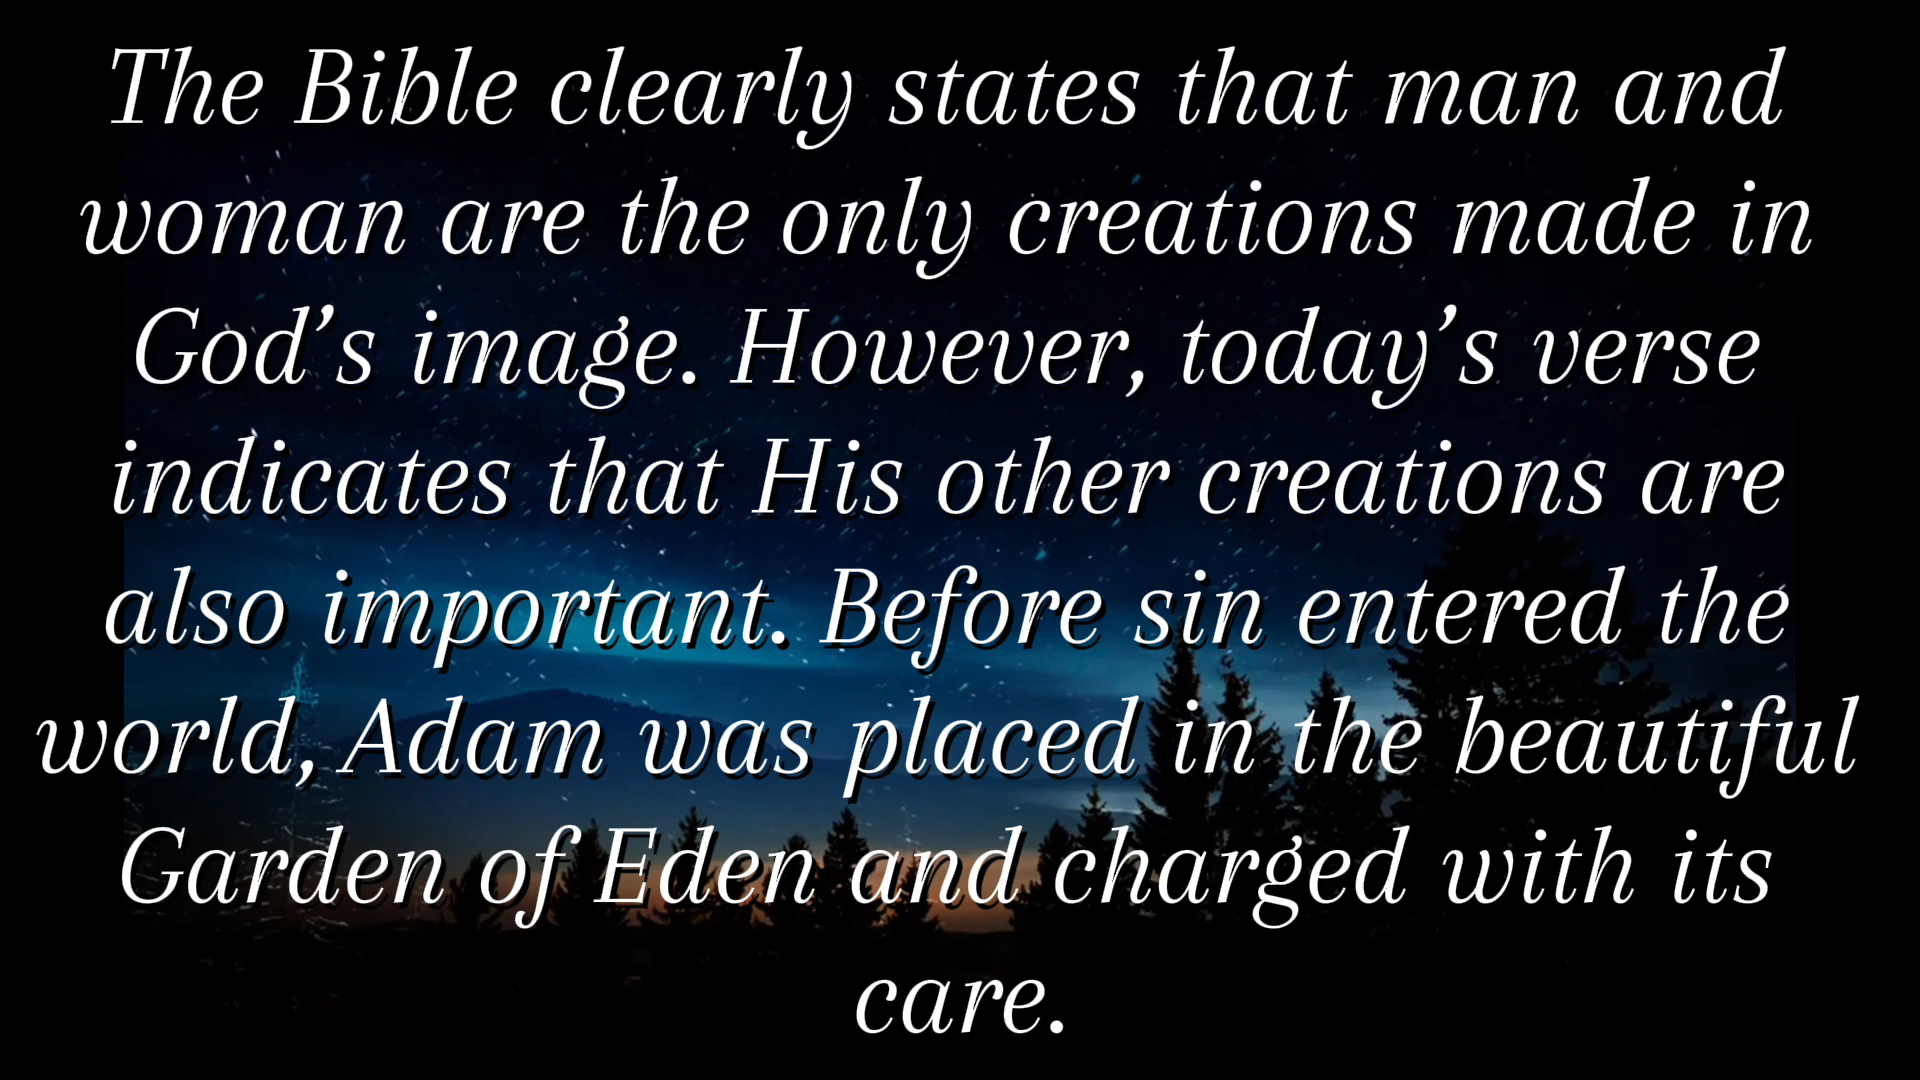 The Bible clearly states that man and
woman are the only creations made in
God’s image. However, today’s verse
indicates that His other creations are
also important. Before sin entered the
world, Adam was placed in the beautiful
Garden of Eden and charged with its
care.